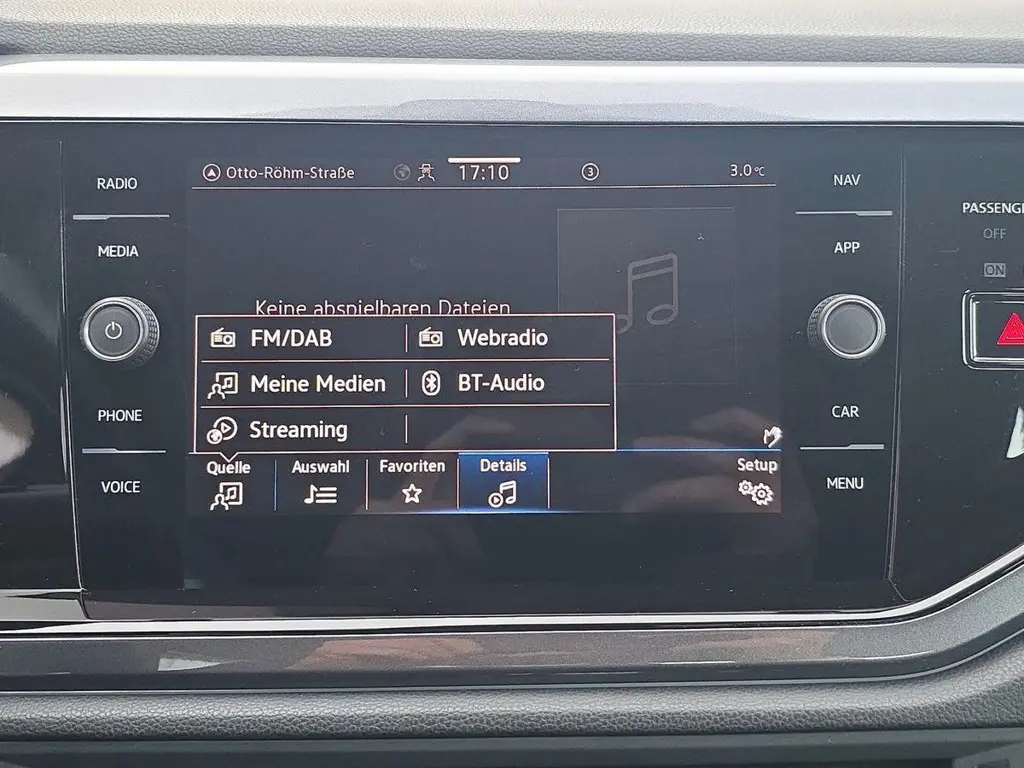 RADIO
MEDIA
PHONE
VOICE
Otto-Röhm-Straße 17:10 3 3.0°C
Keine abspielbaren Dateien
FM/DAB Webradio
Meine Medien BT-Audio
Streaming
Quelle Auswahl Favoriten Details Setup
NAV
APP
CAR
MENU
PASSENGE
OFF
ON